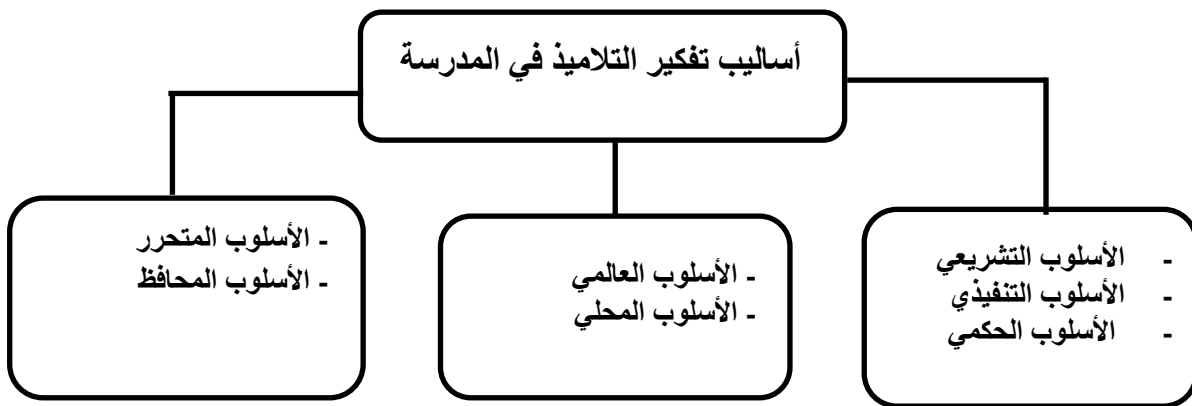 أساليب تفكير التلاميذ في المدرسة
- الأسلوب التشريعي
- الأسلوب التنفيذي
- الأسلوب الحكمي
- الأسلوب العالمي
- الأسلوب المحلي
- الأسلوب المتحرر
- الأسلوب المحافظ